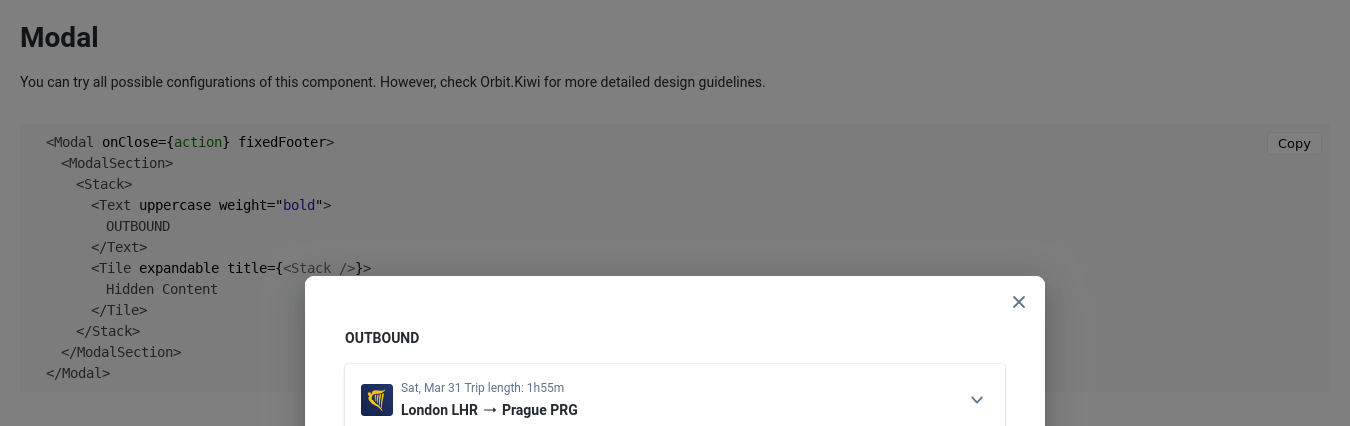 Modal
You can try all possible configurations of this component. However, check Orbit.Kiwi for more detailed design guidelines.
<Modal onClose={action} fixedFooter>
<ModalSection>
<Stack>
<Text uppercase weight="bold">
OUTBOUND
</Text>
<Tile expandable title={<Stack />}>
Hidden Content
</Tile>
</Stack>
</ModalSection>
</Modal>
Copy
OUTBOUND
Sat, Mar 31 Trip length: 1h55m
London LHR → Prague PRG